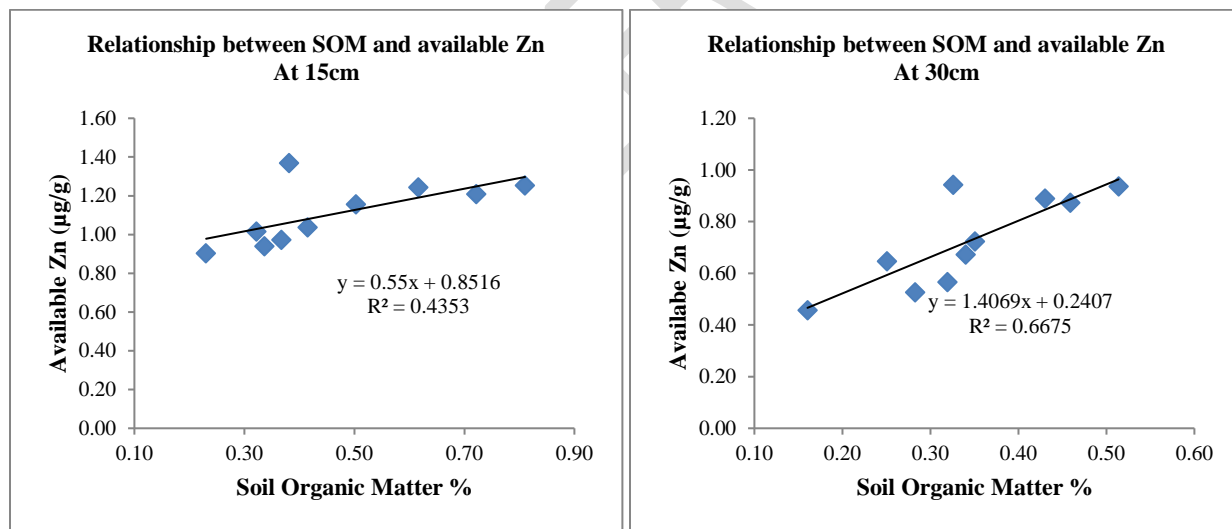 Relationship between SOM and available Zn
At 15cm
Available Zn (µg/g)
1.60
1.40
1.20
1.00
0.80
0.60
0.40
0.20
0.00
y = 0.55x + 0.8516
R² = 0.4353
0.10 0.30 0.50 0.70 0.90
Soil Organic Matter %
Relationship between SOM and available Zn
At 30cm
Availabe Zn (µg/g)
1.20
1.00
0.80
0.60
0.40
0.20
0.00
y = 1.4069x + 0.2407
R² = 0.6675
0.10 0.20 0.30 0.40 0.50 0.60
Soil Organic Matter %